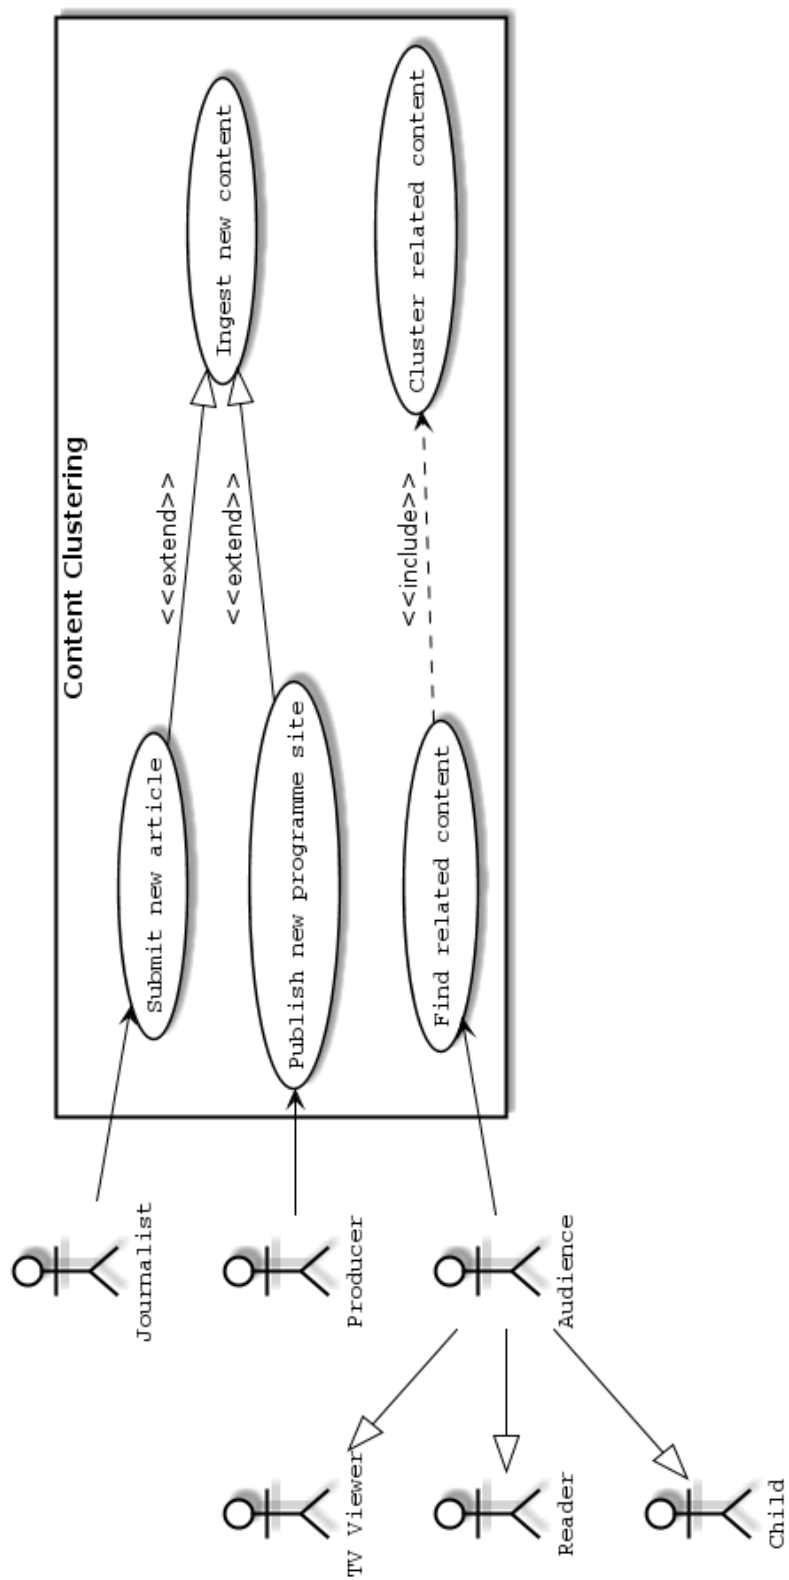 Content Clustering
Journalist
Submit new article
<<extend>>
Ingest new content
Producer
Publish new programme site
<<extend>>
TV Viewer
Audience
Find related content
<<include>>
Cluster related content
Reader
Child